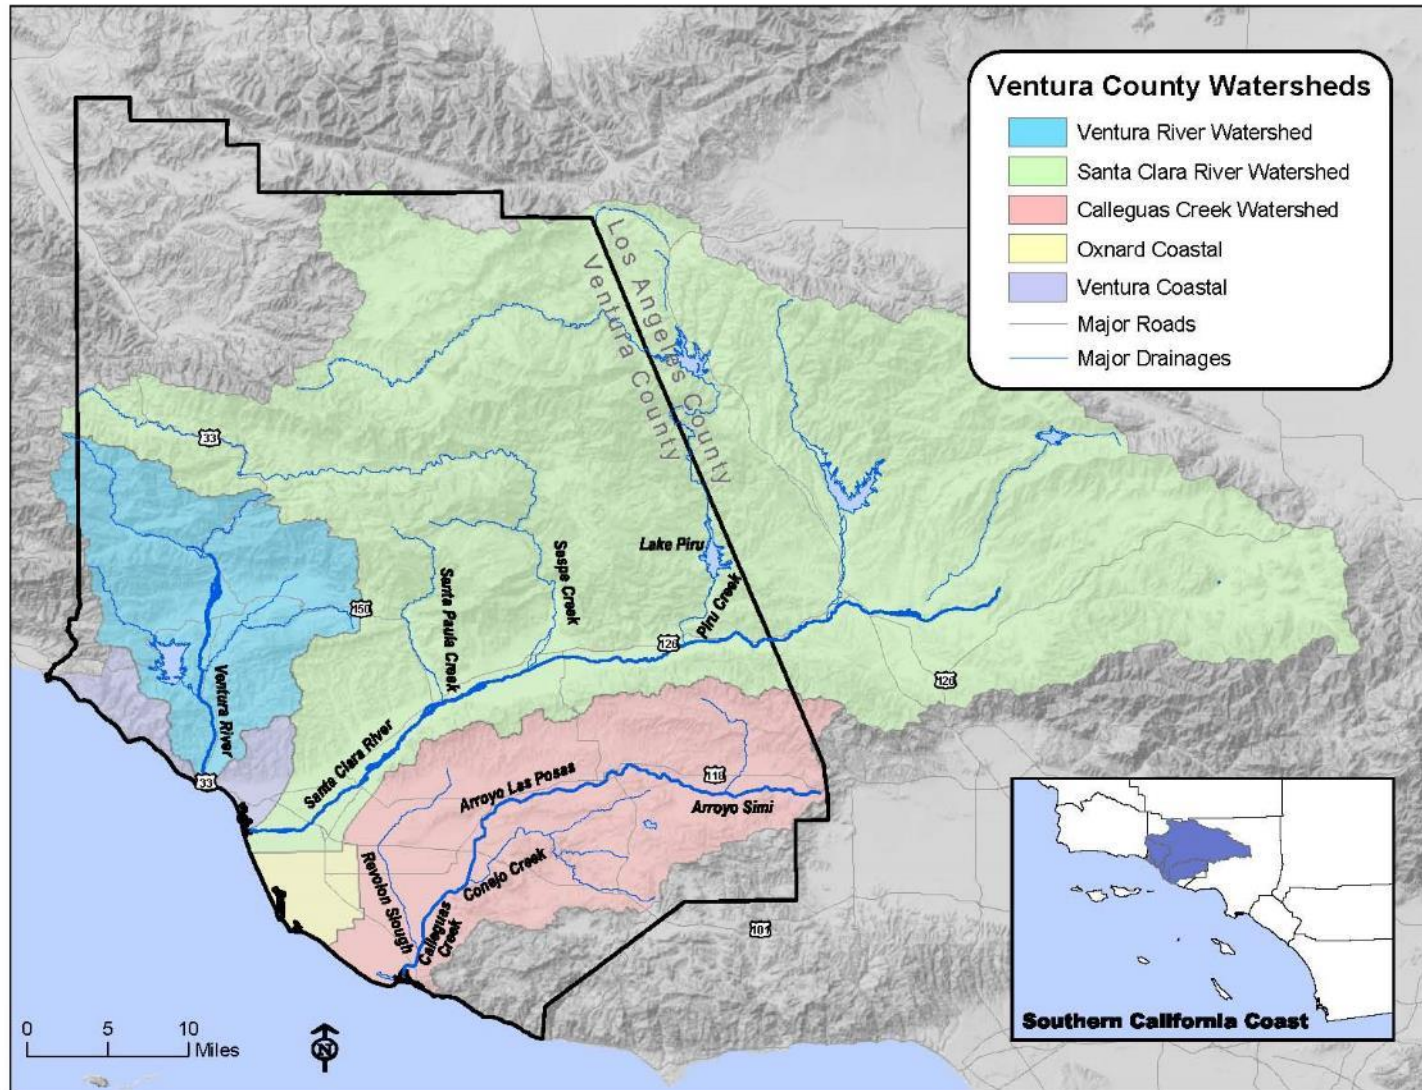 Ventura County Watersheds
Ventura River Watershed
Santa Clara River Watershed
Calleguas Creek Watershed
Oxnard Coastal
Ventura Coastal
Major Roads
Major Drainages
Los Angeles County
Ventura County
33
Lake Piru
Sespe Creek
Santa Paula Creek
Piru Creek
150
126
126
Ventura River
33
Santa Clara River
Arroyo Las Posas
118
Arroyo Simi
Revolon Slough
Conejo Creek
Calleguas
Creek
101
0 5 10
Miles
N
Southern California Coast